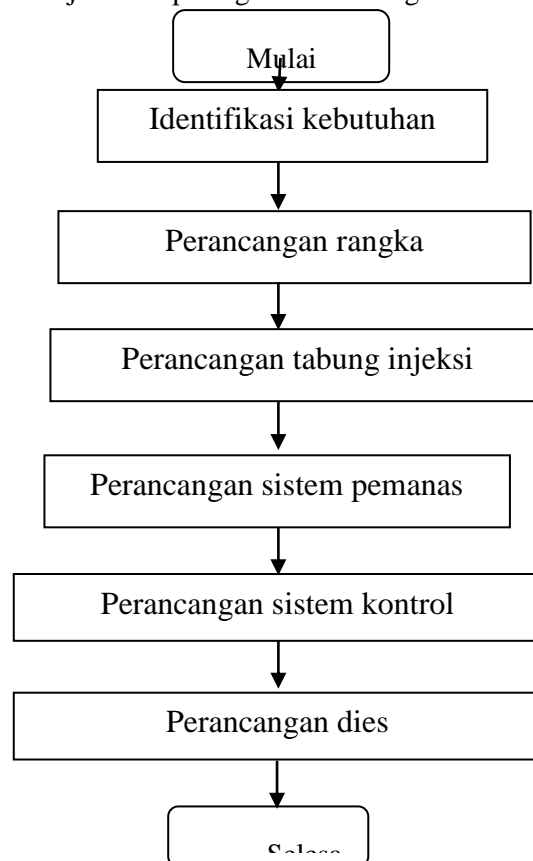 Mulai
Identifikasi kebutuhan
Perancangan rangka
Perancangan tabung injeksi
Perancangan sistem pemanas
Perancangan sistem kontrol
Perancangan dies